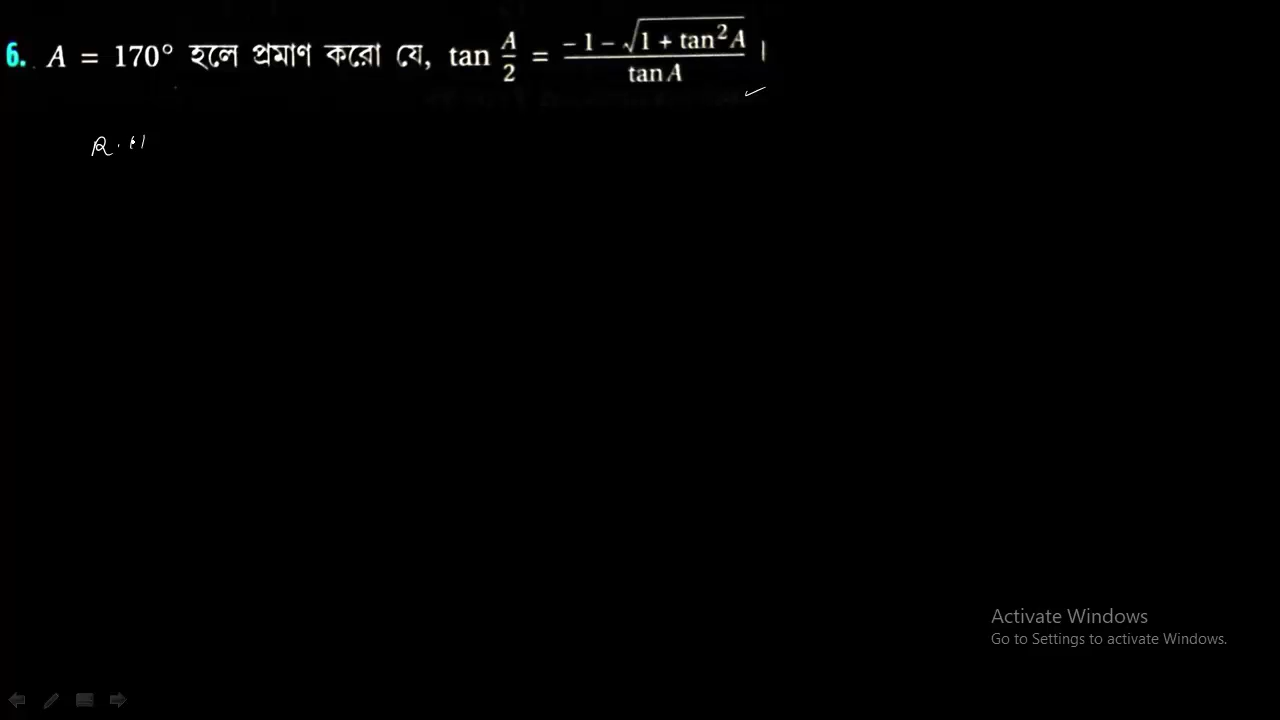 6. A = 170° হলে প্রমাণ করো যে, tan A/2 = (-1 - √(1 + tan²A))/tan A ।
R.H
Activate Windows
Go to Settings to activate Windows.